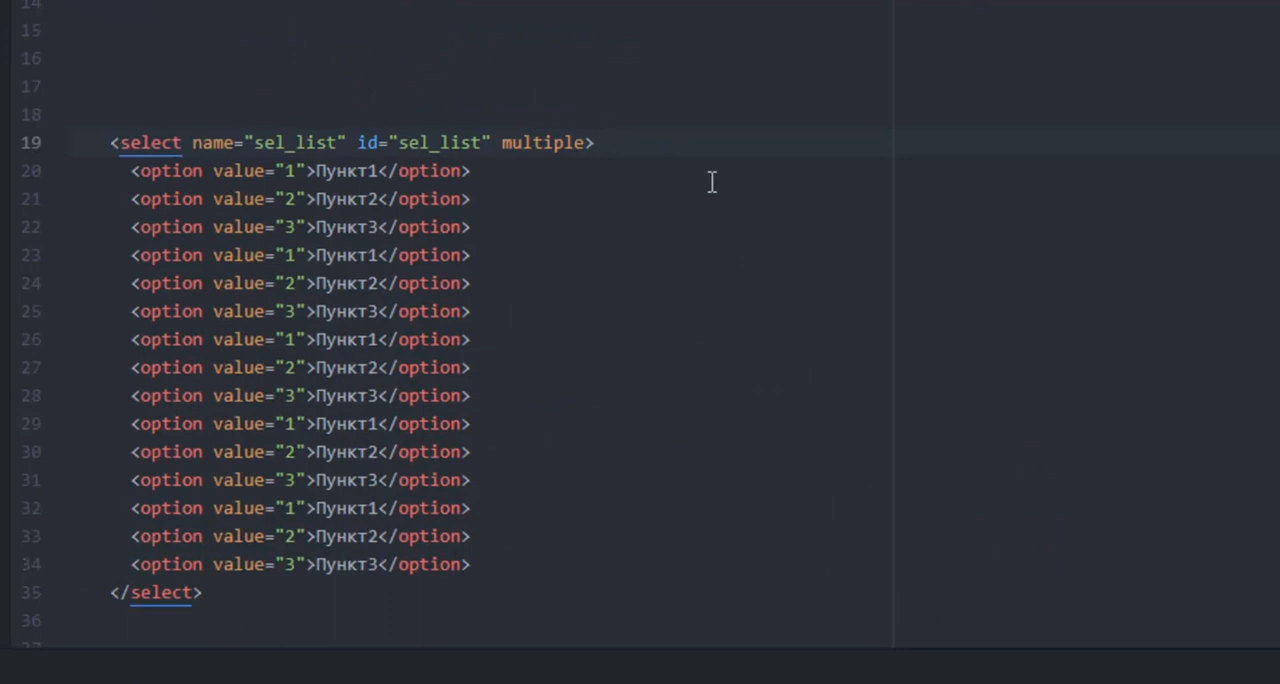 14
15
16
17
18
19 <select name="sel_list" id="sel_list" multiple>
20 <option value="1">Пункт1</option>
21 <option value="2">Пункт2</option>
22 <option value="3">Пункт3</option>
23 <option value="1">Пункт1</option>
24 <option value="2">Пункт2</option>
25 <option value="3">Пункт3</option>
26 <option value="1">Пункт1</option>
27 <option value="2">Пункт2</option>
28 <option value="3">Пункт3</option>
29 <option value="1">Пункт1</option>
30 <option value="2">Пункт2</option>
31 <option value="3">Пункт3</option>
32 <option value="1">Пункт1</option>
33 <option value="2">Пункт2</option>
34 <option value="3">Пункт3</option>
35 </select>
36